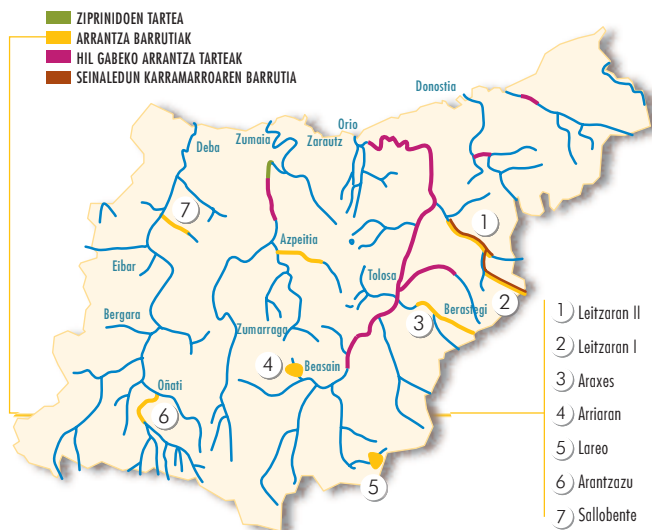 ZIPRINIDOEN TARTEA
ARRANTZA BARRUTIAK
HIL GABEKO ARRANTZA TARTEAK
SEINALEDUN KARRAMARROAREN BARRUTIA
Donostia
Orio
Zumaia
Zarautz
Deba
7
1
Azpeitia
Eibar
Tolosa
2
Bergara
Zumarraga
3
Berastegi
4
Beasain
Oñati
6
5
1 Leitzaran II
2 Leitzaran I
3 Araxes
4 Arriaran
5 Lareo
6 Arantzazu
7 Sallobente